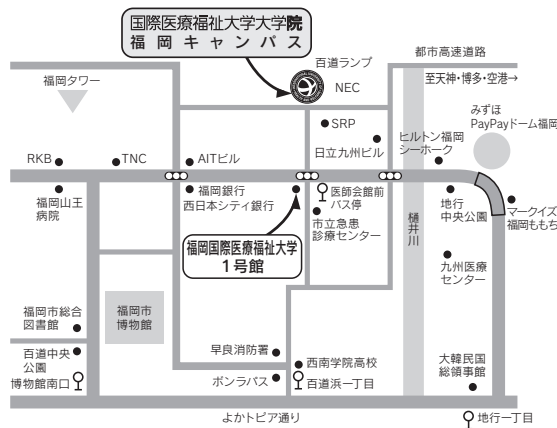 国際医療福祉大学大学院
福岡キャンパス
都市高速道路
百道ランプ
至天神・博多・空港→
福岡タワー
NEC
みずほ
PayPayドーム福岡
SRP
ヒルトン福岡
シーホーク
日立九州ビル
RKB
TNC
AITビル
福岡山王
病院
福岡銀行
西日本シティ銀行
医師会館前
バス停
市立急患
診療センター
樋井川
地行
中央公園
マークイズ
福岡ももち
福岡国際医療福祉大学
1号館
九州医療
センター
福岡市総合
図書館
福岡市
博物館
百道中央
公園
博物館南口
早良消防署
ボンラパス
西南学院高校
百道浜一丁目
大韓民国
総領事館
よかトピア通り
地行一丁目